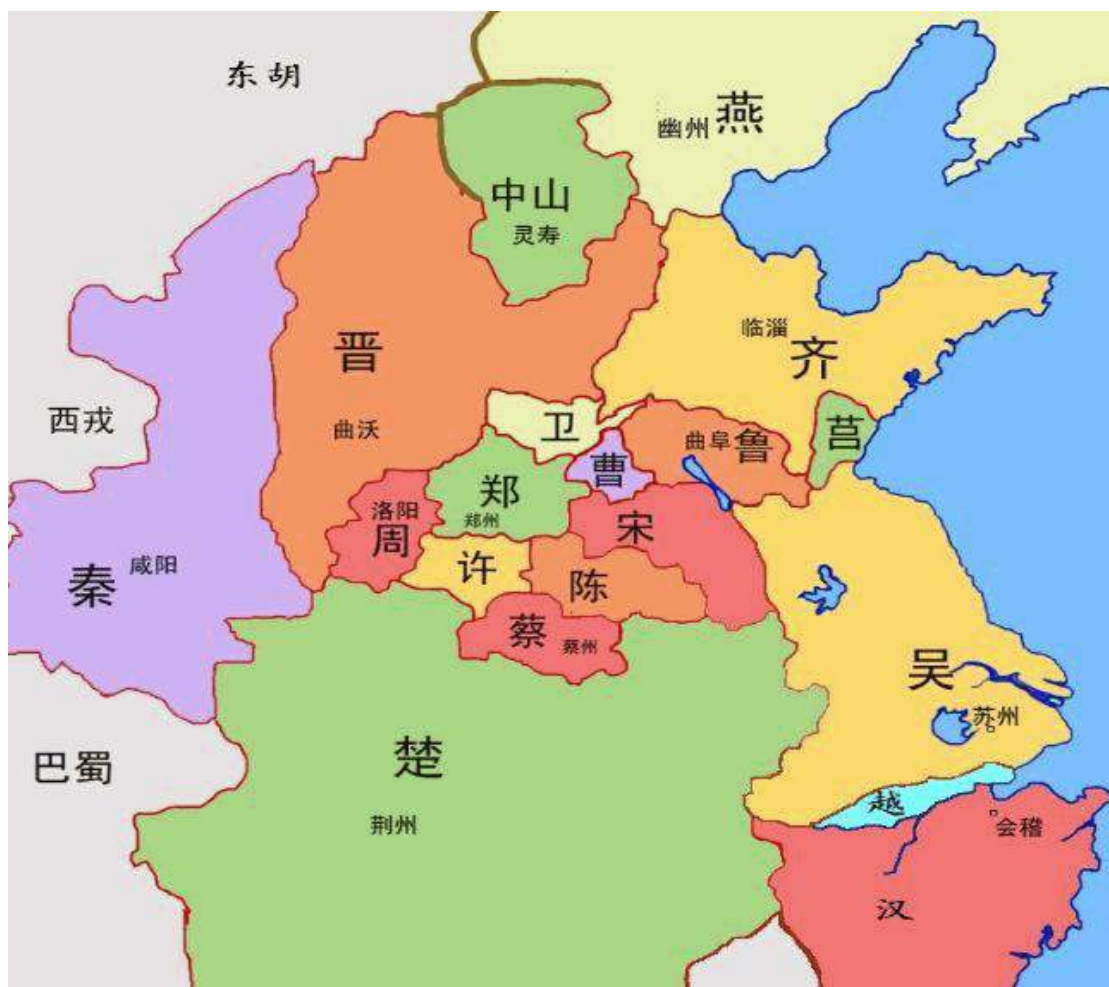 东胡
燕
幽州
中山
灵寿
临淄
齐
晋
西戎
曲沃
卫
曲阜
鲁
莒
曹
郑
郑州
洛阳
周
宋
咸阳
秦
许
陈
蔡
蔡州
吴
苏州
楚
巴蜀
荆州
越
会稽
汉